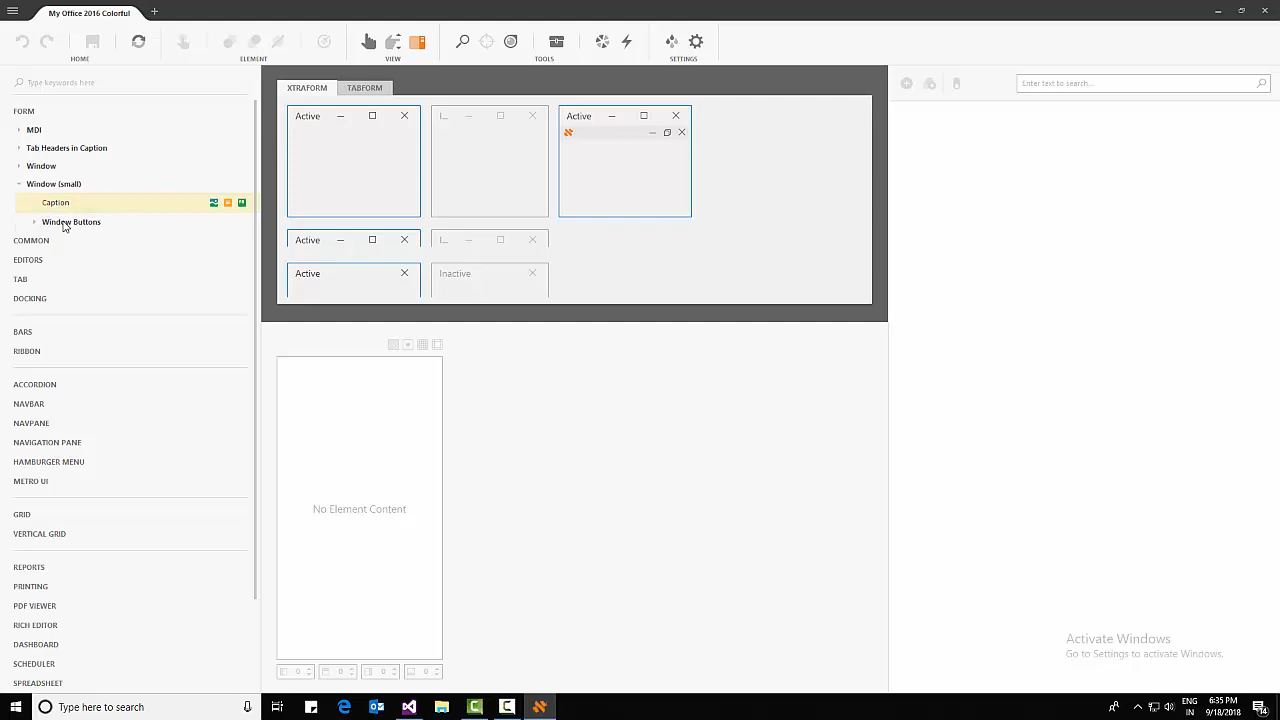 My Office 2016 Colorful
HOME
ELEMENT
VIEW
TOOLS
SETTINGS
Type keywords here
XTRAFORM
TABFORM
Enter text to search...
FORM
MDI
Tab Headers in Caption
Window
Window (small)
Caption
Window Buttons
COMMON
EDITORS
TAB
DOCKING
BARS
RIBBON
ACCORDION
NAVBAR
NAVPANE
NAVIGATION PANE
HAMBURGER MENU
METRO UI
GRID
VERTICAL GRID
REPORTS
PRINTING
PDF VIEWER
RICH EDITOR
DASHBOARD
SCHEDULER
SPREADSHEET
Active
I...
Active
Active
I...
Active
Inactive
No Element Content
0
0
0
0
Activate Windows
Go to Settings to activate Windows.
Type here to search
ENG
IN
6:35 PM
9/18/2018
14